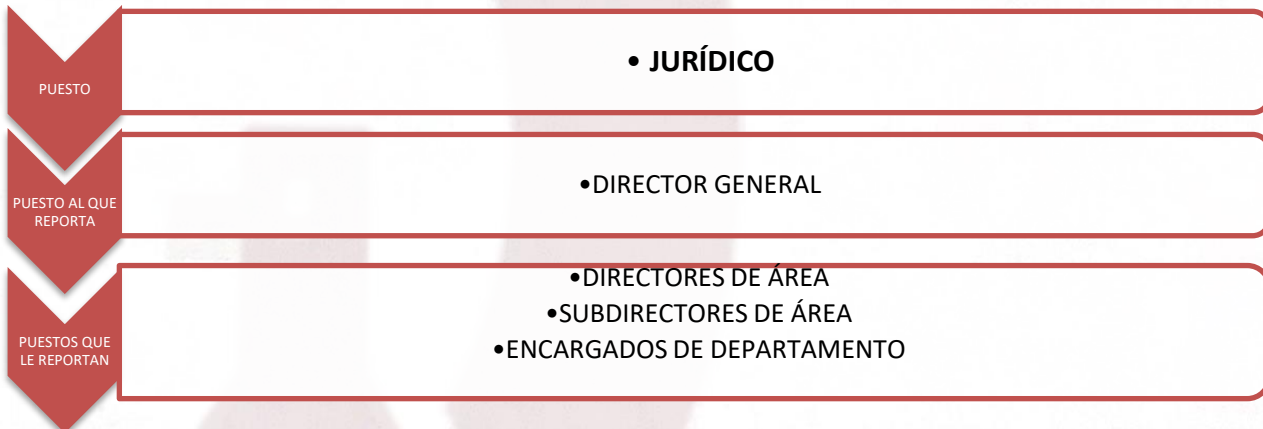 PUESTO
• JURÍDICO
PUESTO AL QUE
REPORTA
•DIRECTOR GENERAL
PUESTOS QUE
LE REPORTAN
•DIRECTORES DE ÁREA
•SUBDIRECTORES DE ÁREA
•ENCARGADOS DE DEPARTAMENTO